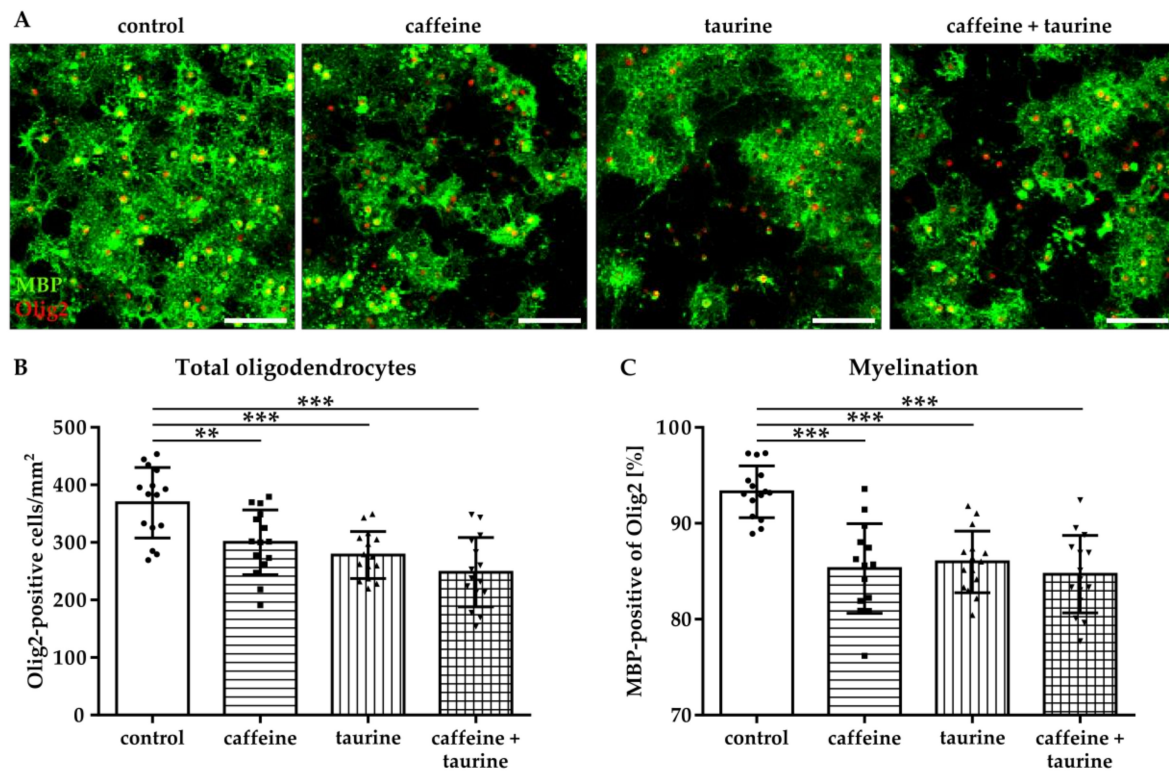 A
control
caffeine
taurine
caffeine + taurine
MBP
Olig2
B
Total oligodendrocytes
***
***
**
Olig2-positive cells/mm²
500
400
300
200
100
0
control
caffeine
taurine
caffeine +
taurine
C
Myelination
***
***
***
MBP-positive of Olig2 [%]
100
90
80
70
control
caffeine
taurine
caffeine +
taurine